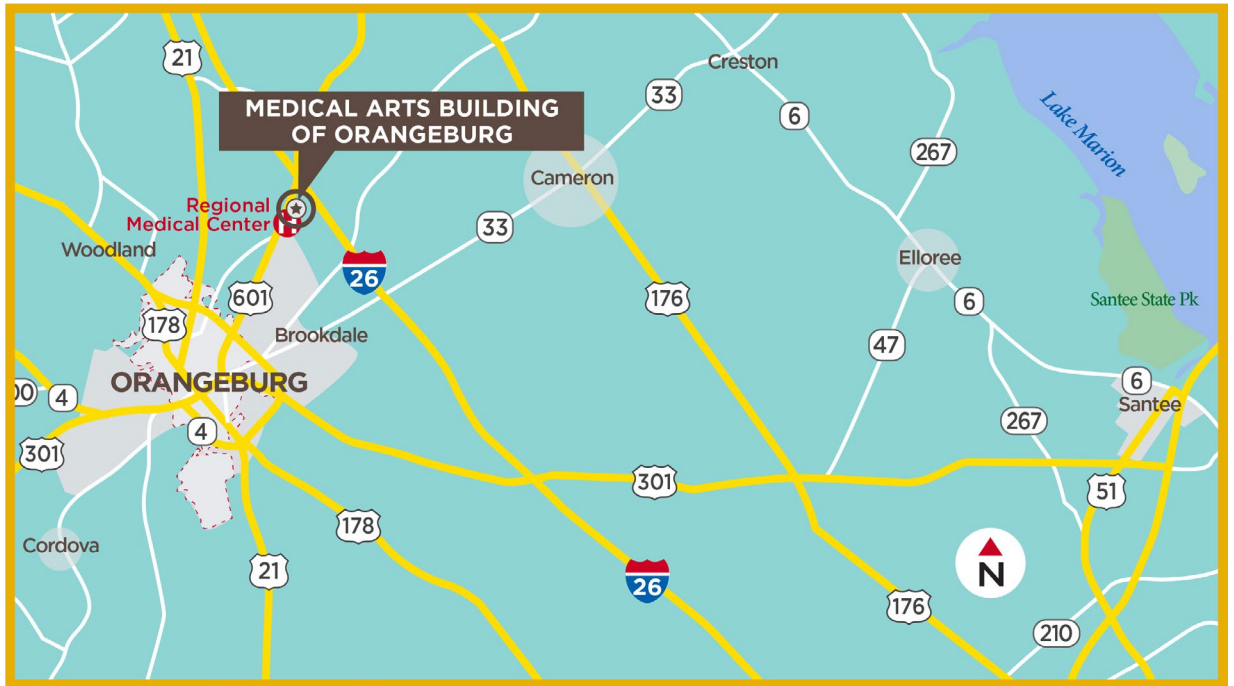 21
Creston
33
6
MEDICAL ARTS BUILDING
OF ORANGEBURG
Lake Marion
267
Cameron
Regional
Medical Center
33
Woodland
Elloree
26
601
176
6
Santee State Pk
178
Brookdale
47
ORANGEBURG
6
00
4
Santee
4
267
301
301
51
178
Cordova
21
26
N
176
210